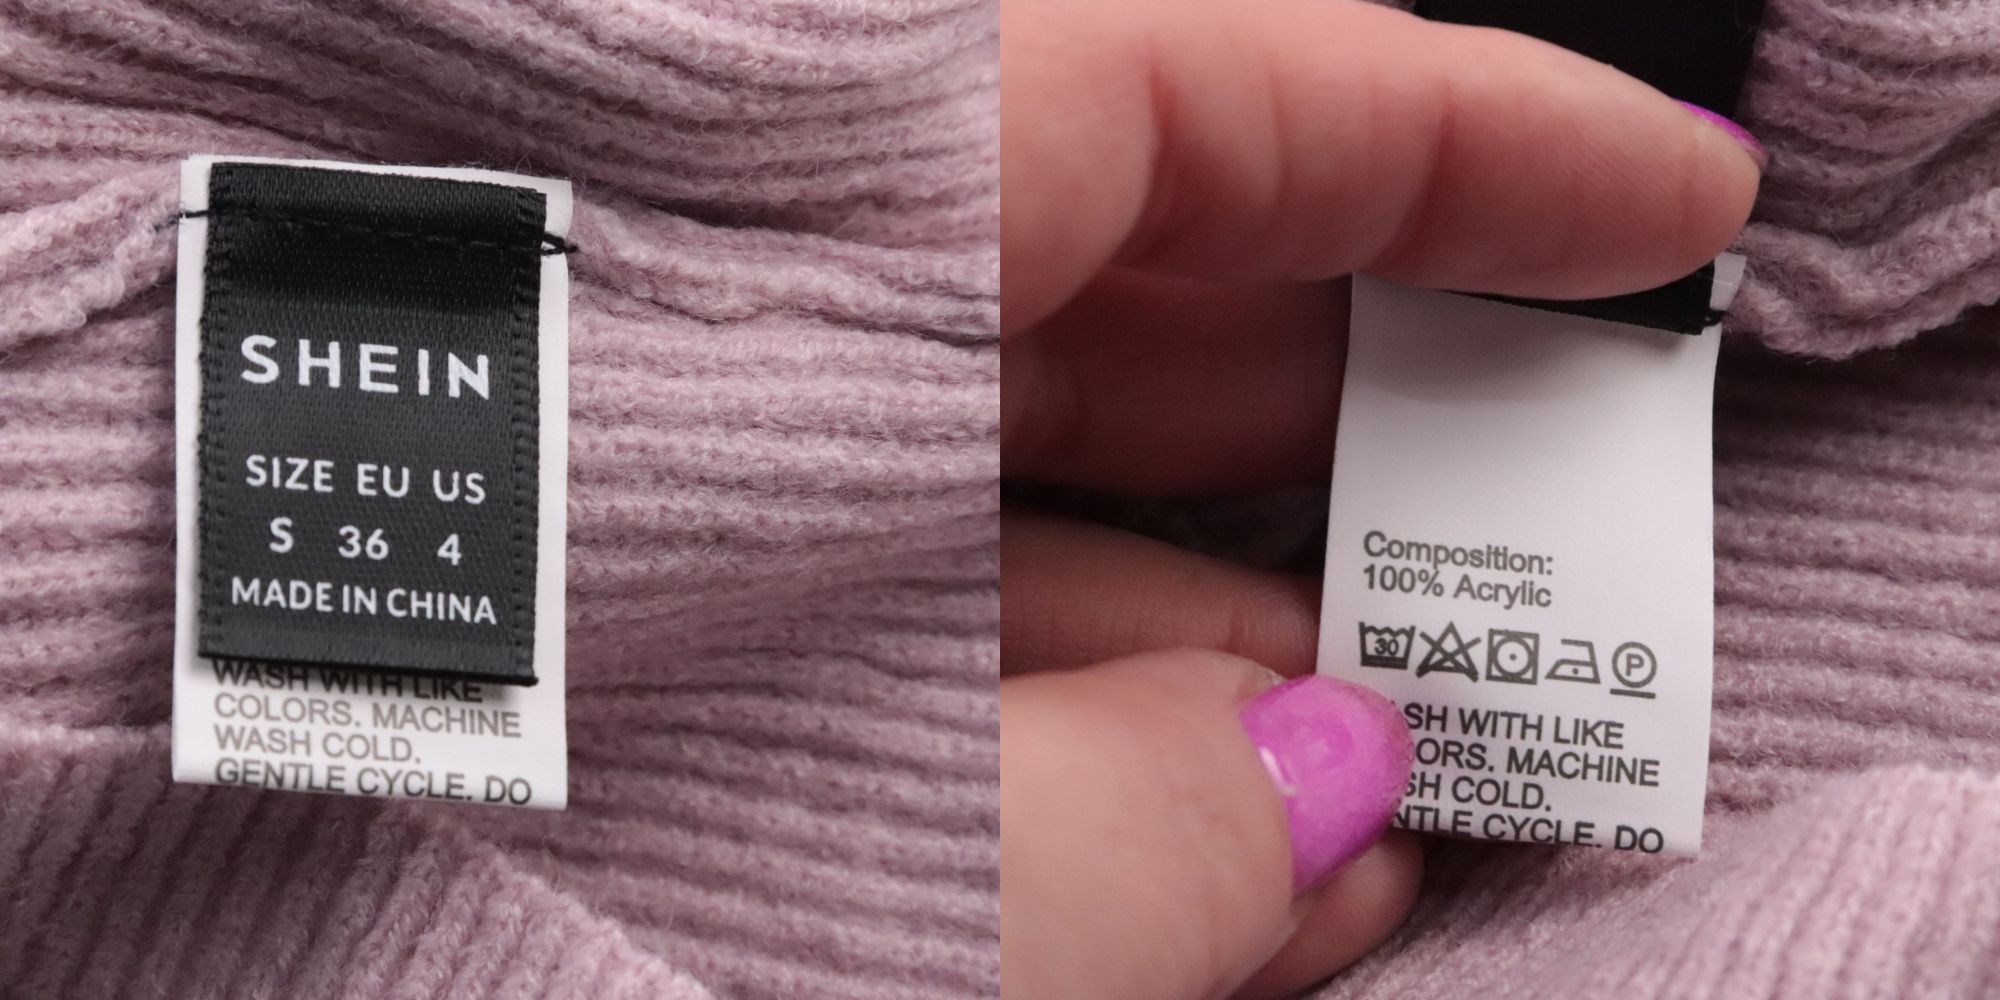 SHEIN
SIZE EU US
S 36 4
MADE IN CHINA
WASH WITH LIKE
COLORS. MACHINE
WASH COLD.
GENTLE CYCLE. DO
Composition:
100% Acrylic
30 P
SH WITH LIKE
ORS. MACHINE
SH COLD.
NTLE CYCLE. DO